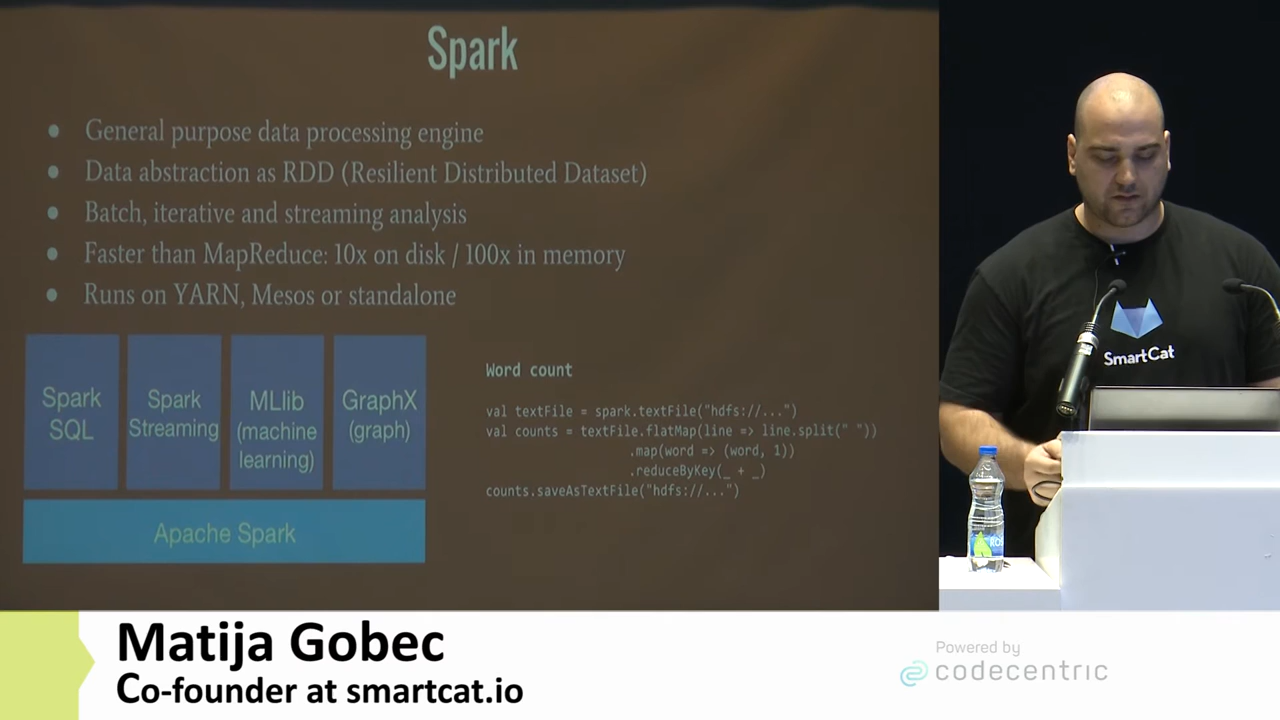 Spark
● General purpose data processing engine
● Data abstraction as RDD (Resilient Distributed Dataset)
● Batch, iterative and streaming analysis
● Faster than MapReduce: 10x on disk / 100x in memory
● Runs on YARN, Mesos or standalone
Spark
SQL
Spark
Streaming
MLlib
(machine
learning)
GraphX
(graph)
Apache Spark
Word count
val textFile = spark.textFile("hdfs://...")
val counts = textFile.flatMap(line => line.split(" "))
.map(word => (word, 1))
.reduceByKey(_ + _)
counts.saveAsTextFile("hdfs://...")
SmartCat
Matija Gobec
Co-founder at smartcat.io
Powered by
codecentric